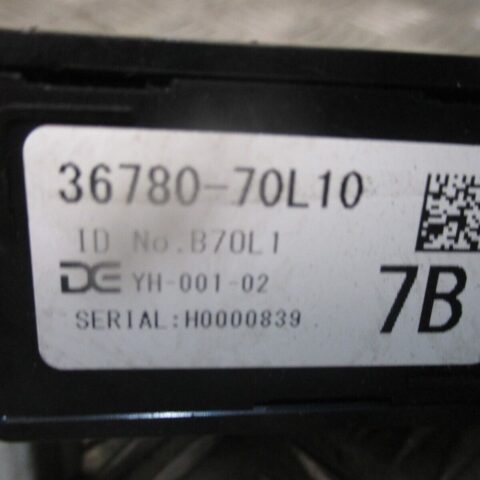 36780-70L10
ID No.B70L1
DE YH-001-02
7B
SERIAL:H0000839